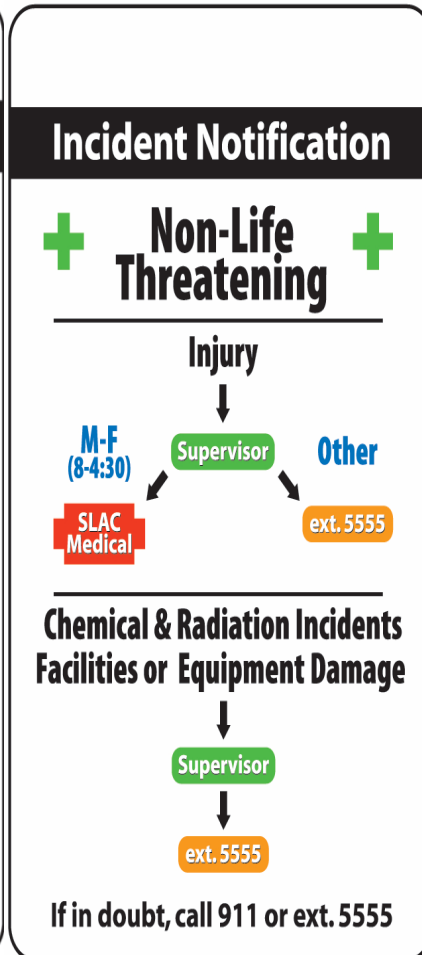 Incident Notification
Non-Life
Threatening
Injury
M-F
(8-4:30)
Supervisor
Other
SLAC
Medical
ext. 5555
Chemical & Radiation Incidents
Facilities or Equipment Damage
Supervisor
ext. 5555
If in doubt, call 911 or ext. 5555